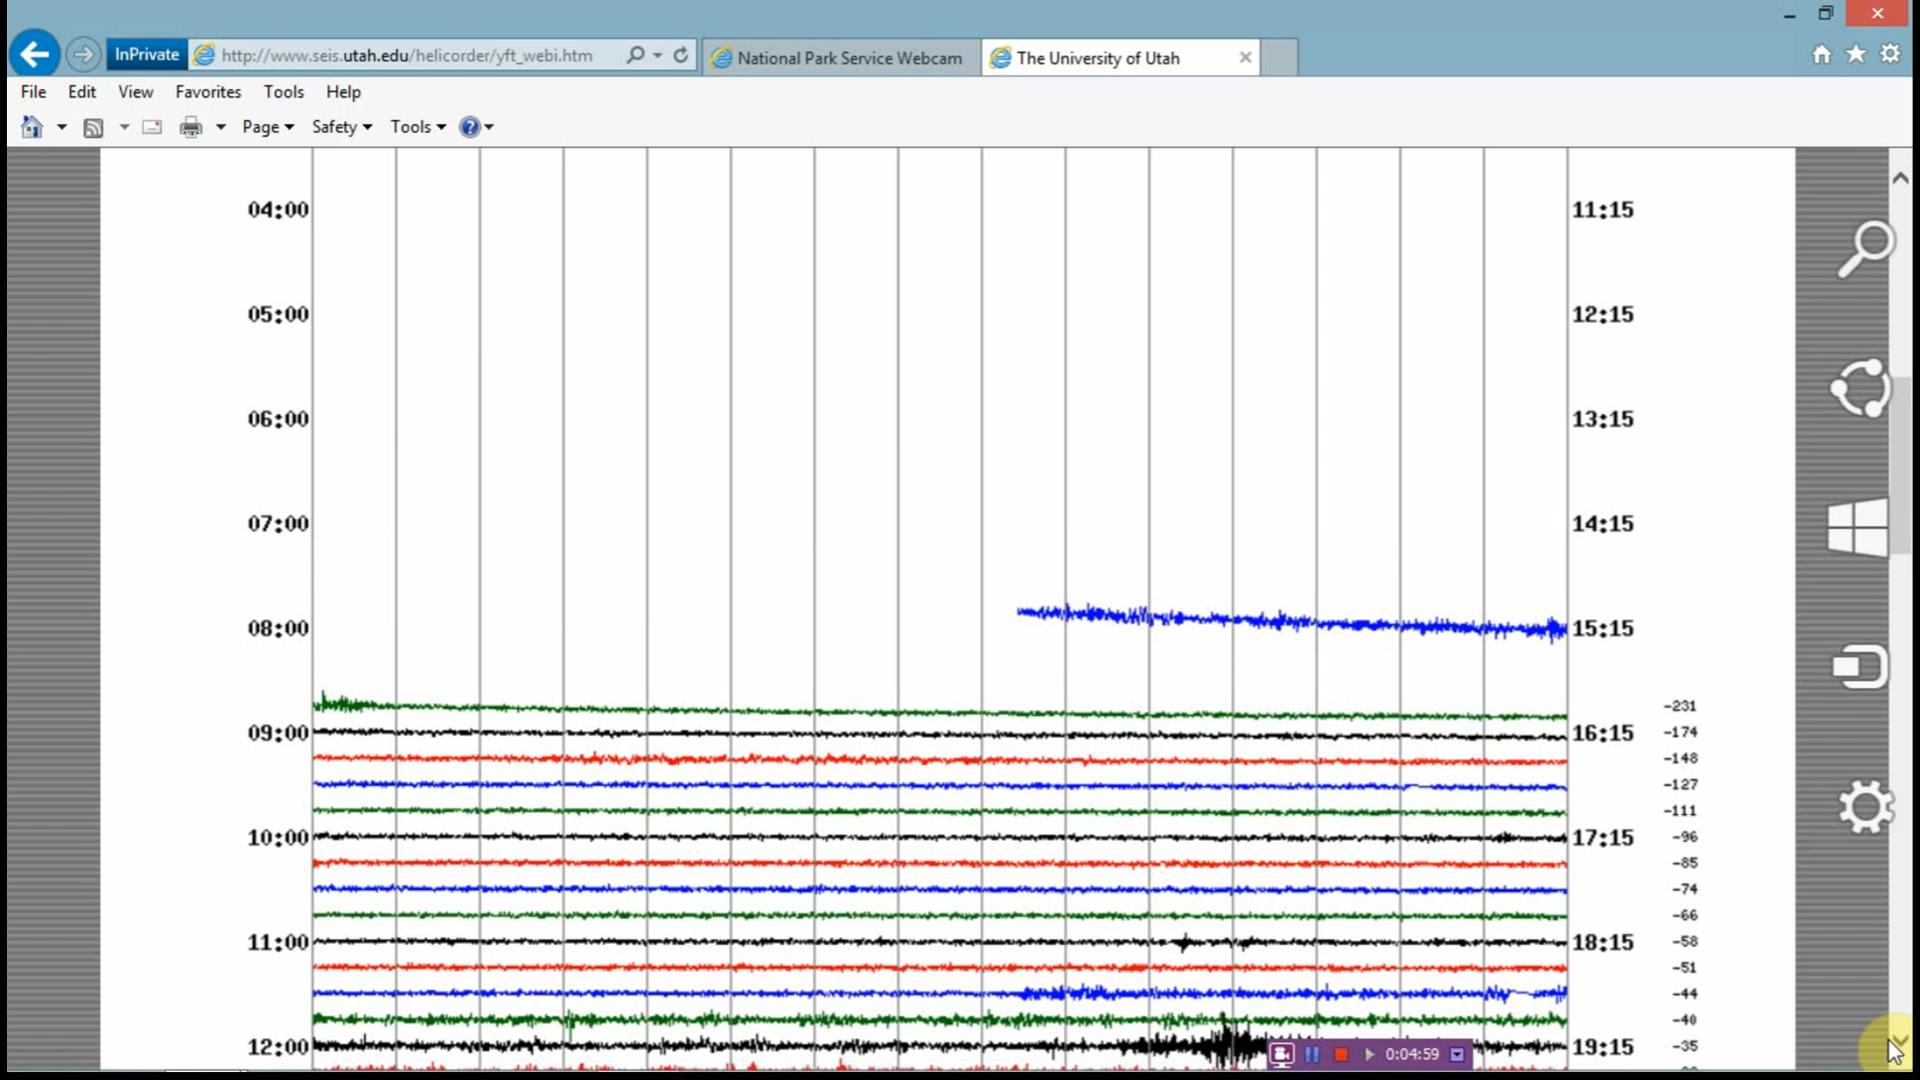 InPrivate http://www.seis.utah.edu/helicorder/yft_webi.htm National Park Service Webcam The University of Utah
File Edit View Favorites Tools Help
Page Safety Tools
04:00 11:15
05:00 12:15
06:00 13:15
07:00 14:15
08:00 15:15
-231
09:00 16:15 -174
-148
-127
-111
10:00 17:15 -96
-85
-74
-66
11:00 18:15 -58
-51
-44
-40
12:00 19:15 -35
0:04:59